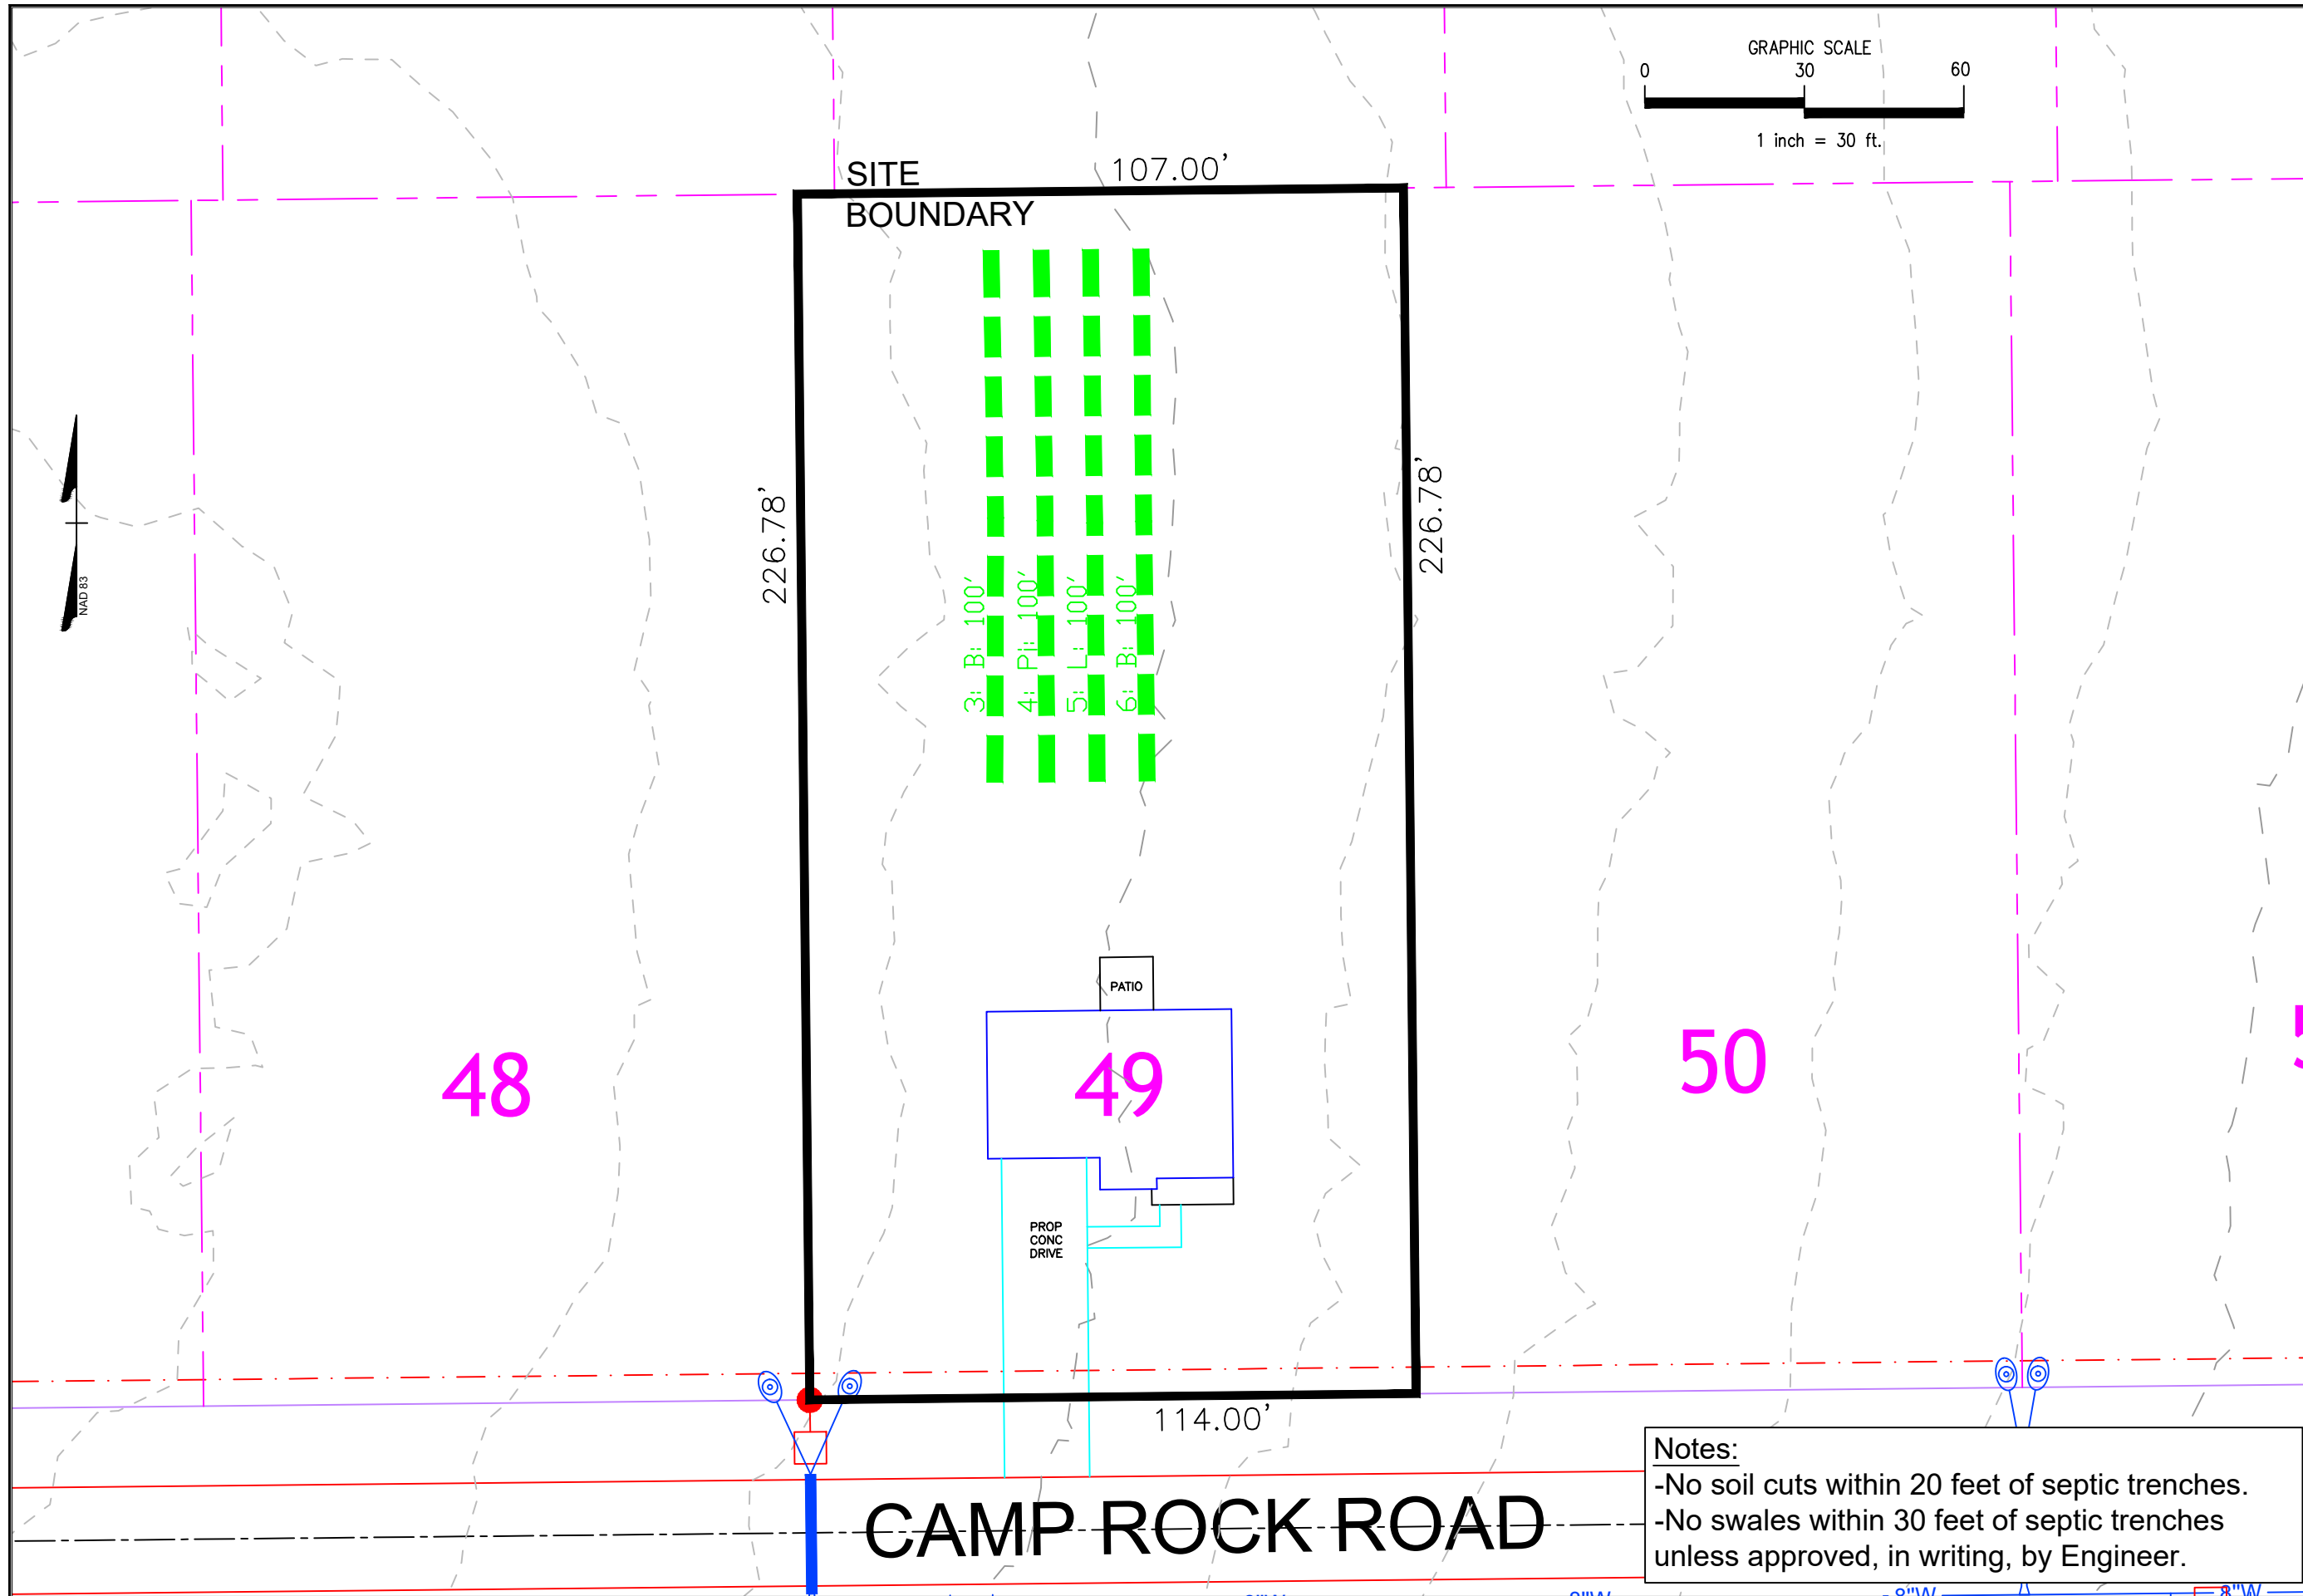 GRAPHIC SCALE
0 30 60
1 inch = 30 ft.
SITE
BOUNDARY
107.00'
226.78'
226.78'
NAD 83
3: B: 100'
4: Pi: 100'
5: L: 100'
6: B: 100'
PATIO
48
49
50
PROP
CONC
DRIVE
114.00'
CAMP ROCK ROAD
Notes:
-No soil cuts within 20 feet of septic trenches.
-No swales within 30 feet of septic trenches
unless approved, in writing, by Engineer.
8"W
8"W